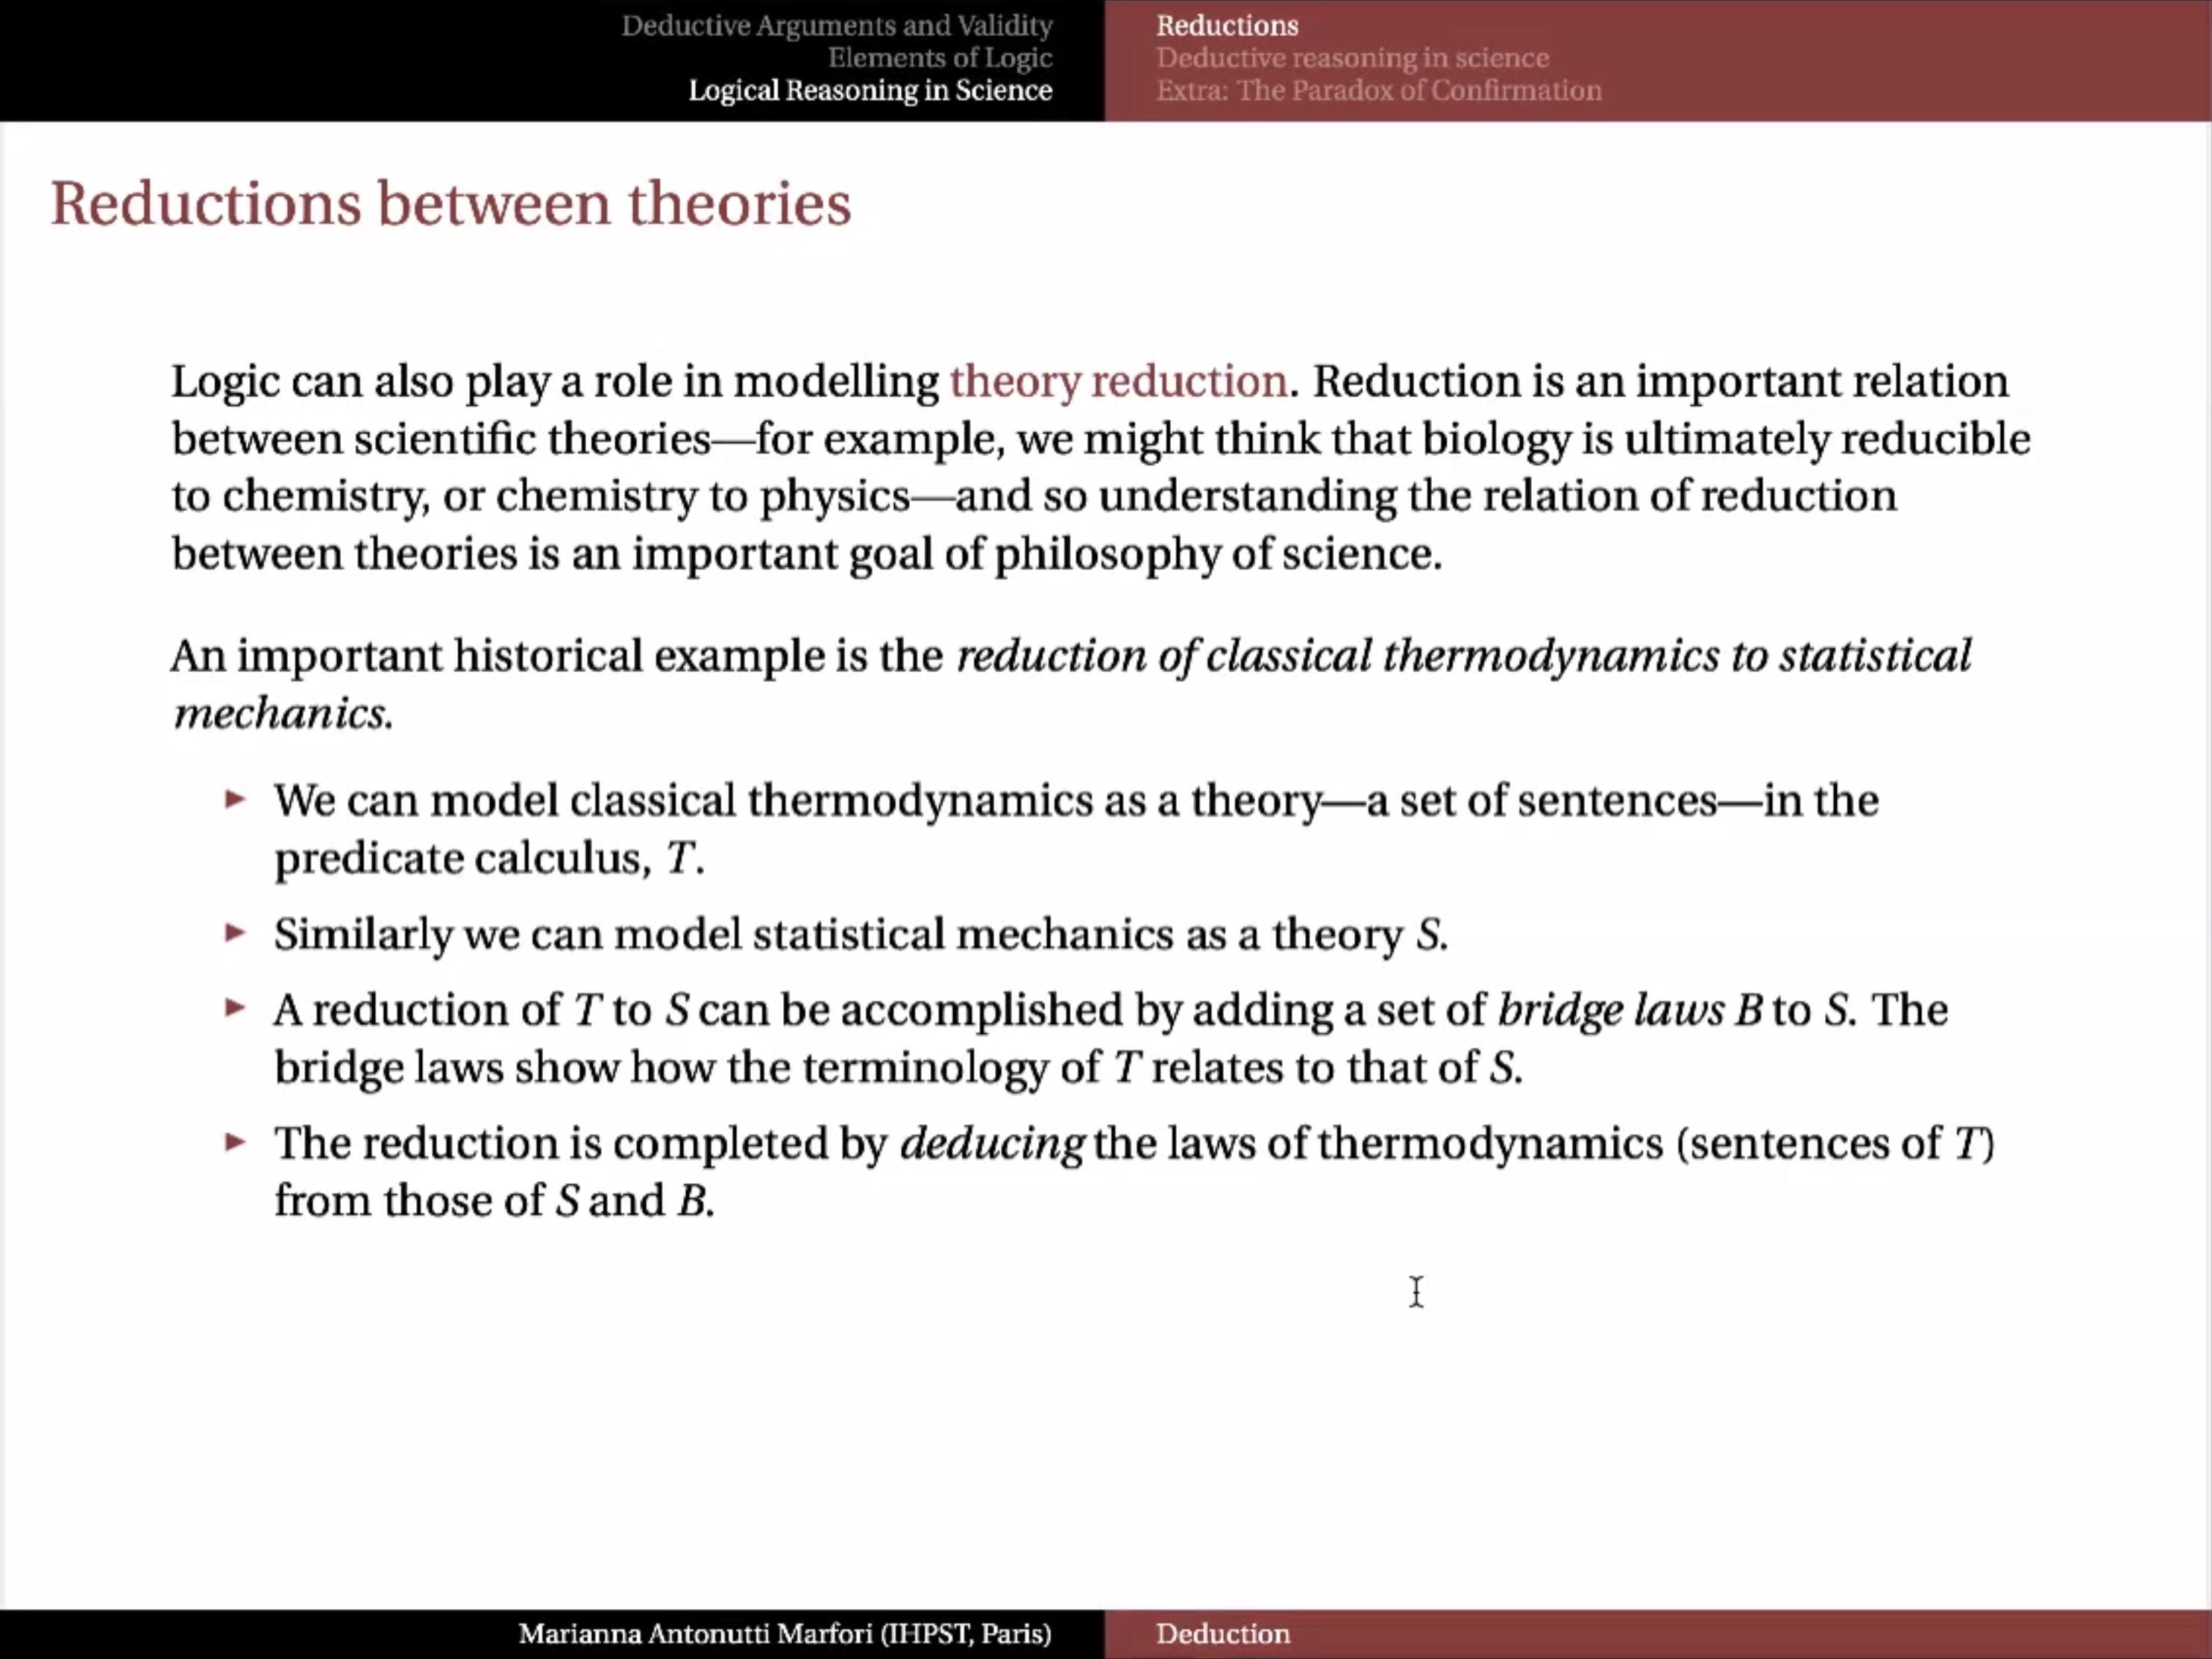 Deductive Arguments and Validity
Elements of Logic
Logical Reasoning in Science
Reductions
Deductive reasoning in science
Extra: The Paradox of Confirmation
Reductions between theories
Logic can also play a role in modelling theory reduction. Reduction is an important relation
between scientific theories—for example, we might think that biology is ultimately reducible
to chemistry, or chemistry to physics—and so understanding the relation of reduction
between theories is an important goal of philosophy of science.
An important historical example is the reduction of classical thermodynamics to statistical
mechanics.
► We can model classical thermodynamics as a theory—a set of sentences—in the
predicate calculus, T.
► Similarly we can model statistical mechanics as a theory S.
► A reduction of T to S can be accomplished by adding a set of bridge laws B to S. The
bridge laws show how the terminology of T relates to that of S.
► The reduction is completed by deducing the laws of thermodynamics (sentences of T)
from those of S and B.
Marianna Antonutti Marfori (IHPST, Paris)
Deduction